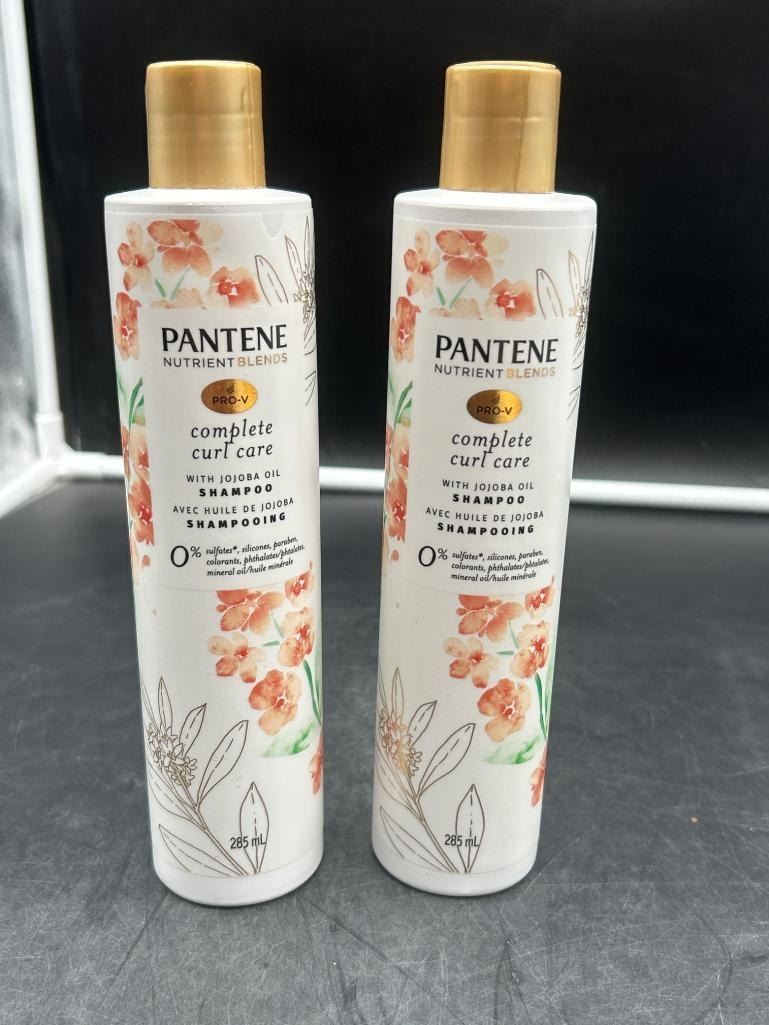 PANTENE
NUTRIENT BLENDS
PRO-V
complete
curl care
WITH JOJOBA OIL
SHAMPOO
AVEC HUILE DE JOJOBA
SHAMPOOING
0% sulfates*, silicones, paraben,
colorants, phthalates/phtalates,
mineral oil/huile minérale
285 mL
PANTENE
NUTRIENT BLENDS
PRO-V
complete
curl care
WITH JOJOBA OIL
SHAMPOO
AVEC HUILE DE JOJOBA
SHAMPOOING
0% sulfates*, silicones, paraben,
colorants, phthalates/phtalates,
mineral oil/huile minérale
285 mL